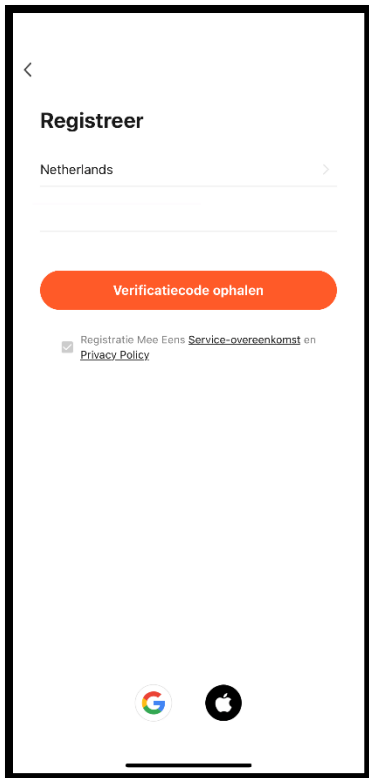 Registreer
Netherlands
Verificatiecode ophalen
Registratie Mee Eens Service-overeenkomst en
Privacy Policy